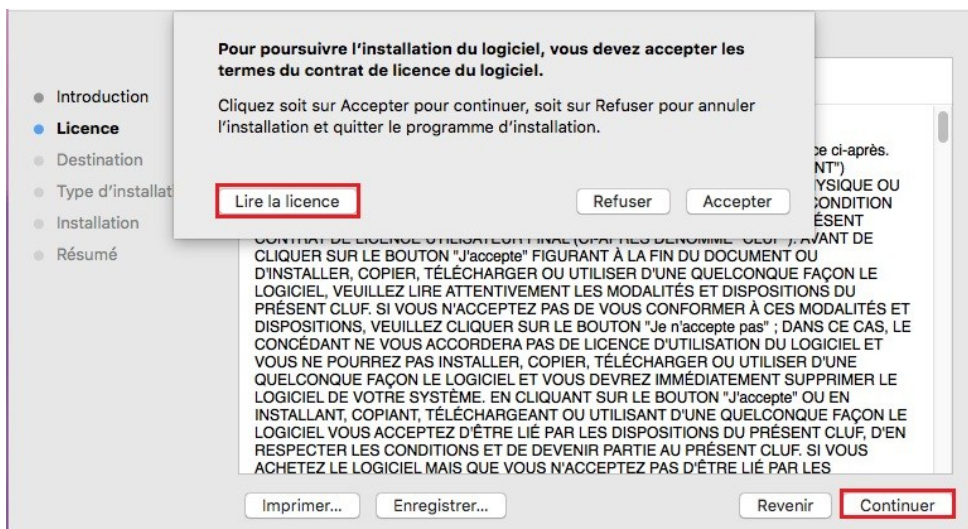 Pour poursuivre l'installation du logiciel, vous devez accepter les
termes du contrat de licence du logiciel.
Cliquez soit sur Accepter pour continuer, soit sur Refuser pour annuler
l'installation et quitter le programme d'installation.
Lire la licence
Refuser
Accepter
Introduction
Licence
Destination
Type d'installat
Installation
Résumé
ce ci-après.
NT")
YSIQUE OU
CONDITION
ÉSENT
CONTRAT DE LICENCE UTILISATEUR FINAL (CI-APRÈS DÉNOMMÉ "CLUF"). AVANT DE
CLIQUER SUR LE BOUTON "J'accepte" FIGURANT À LA FIN DU DOCUMENT OU
D'INSTALLER, COPIER, TÉLÉCHARGER OU UTILISER D'UNE QUELCONQUE FAÇON LE
LOGICIEL, VEUILLEZ LIRE ATTENTIVEMENT LES MODALITÉS ET DISPOSITIONS DU
PRÉSENT CLUF. SI VOUS N'ACCEPTEZ PAS DE VOUS CONFORMER À CES MODALITÉS ET
DISPOSITIONS, VEUILLEZ CLIQUER SUR LE BOUTON "Je n'accepte pas" ; DANS CE CAS, LE
CONCÉDANT NE VOUS ACCORDERA PAS DE LICENCE D'UTILISATION DU LOGICIEL ET
VOUS NE POURREZ PAS INSTALLER, COPIER, TÉLÉCHARGER OU UTILISER D'UNE
QUELCONQUE FAÇON LE LOGICIEL ET VOUS DEVREZ IMMÉDIATEMENT SUPPRIMER LE
LOGICIEL DE VOTRE SYSTÈME. EN CLIQUANT SUR LE BOUTON "J'accepte" OU EN
INSTALLANT, COPIANT, TÉLÉCHARGEANT OU UTILISANT D'UNE QUELCONQUE FAÇON LE
LOGICIEL VOUS ACCEPTEZ D'ÊTRE LIÉ PAR LES DISPOSITIONS DU PRÉSENT CLUF, D'EN
RESPECTER LES CONDITIONS ET DE DEVENIR PARTIE AU PRÉSENT CLUF. SI VOUS
ACHETEZ LE LOGICIEL MAIS QUE VOUS N'ACCEPTEZ PAS D'ÊTRE LIÉ PAR LES
Imprimer...
Enregistrer...
Revenir
Continuer